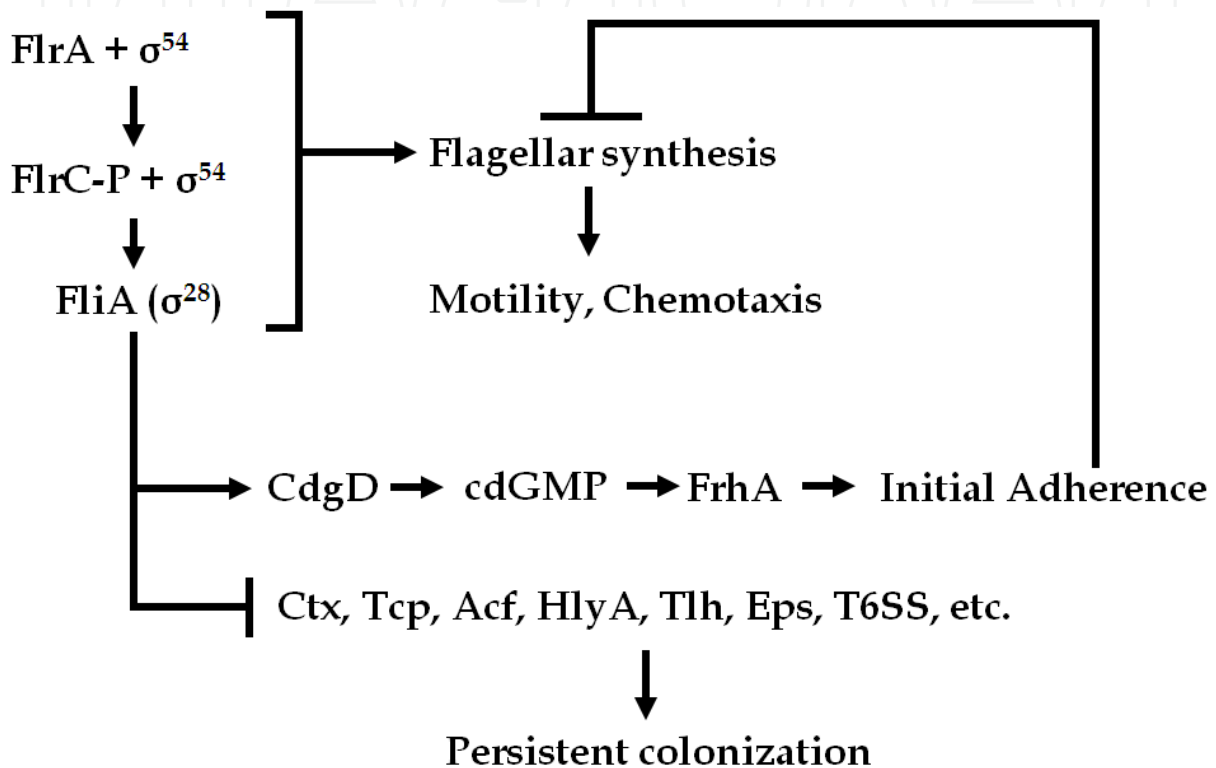 FlrA + σ⁵⁴
FlrC-P + σ⁵⁴
FliA (σ²⁸)
Flagellar synthesis
Motility, Chemotaxis
CdgD cdGMP FrhA Initial Adherence
Ctx, Tcp, Acf, HlyA, Tlh, Eps, T6SS, etc.
Persistent colonization